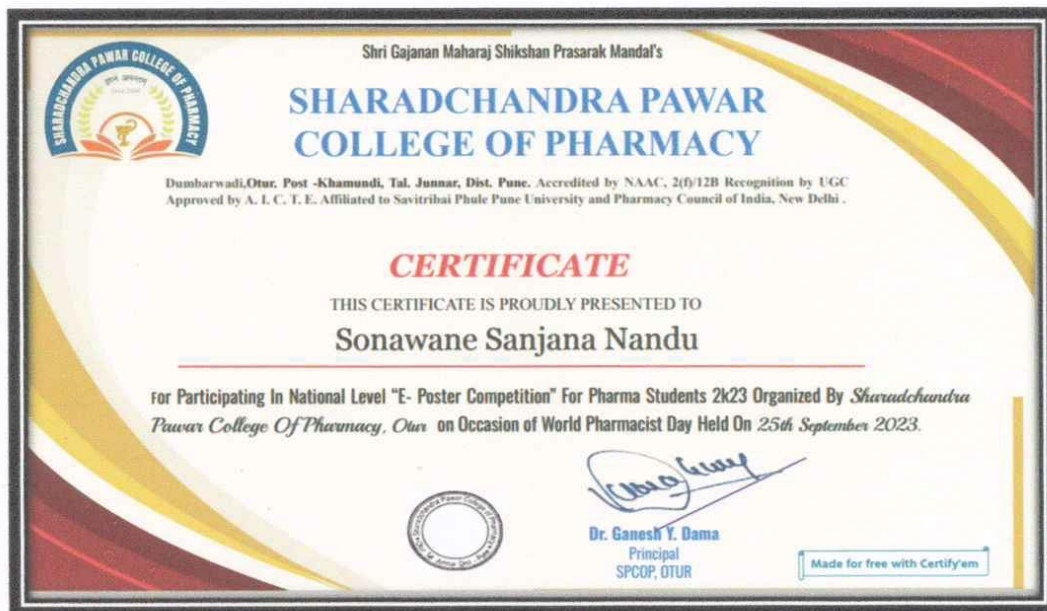 Shri Gajanan Maharaj Shikshan Prasarak Mandal's
SHARADCHANDRA PAWAR COLLEGE OF PHARMACY
SHARADCHANDRA PAWAR
COLLEGE OF PHARMACY
Dumbarwadi,Otur, Post -Khamundi, Tal. Junnar, Dist. Pune. Accredited by NAAC, 2(f)/12B Recognition by UGC
Approved by A. I. C. T. E. Affiliated to Savitribai Phule Pune University and Pharmacy Council of India, New Delhi .
CERTIFICATE
THIS CERTIFICATE IS PROUDLY PRESENTED TO
Sonawane Sanjana Nandu
For Participating In National Level “E- Poster Competition” For Pharma Students 2k23 Organized By Sharadchandra
Pawar College Of Pharmacy, Otur on Occasion of World Pharmacist Day Held On 25th September 2023.
Sharadchandra Pawar College of Pharmacy
Dr. Ganesh Y. Dama
Principal
SPCOP, OTUR
Made for free with Certify'em